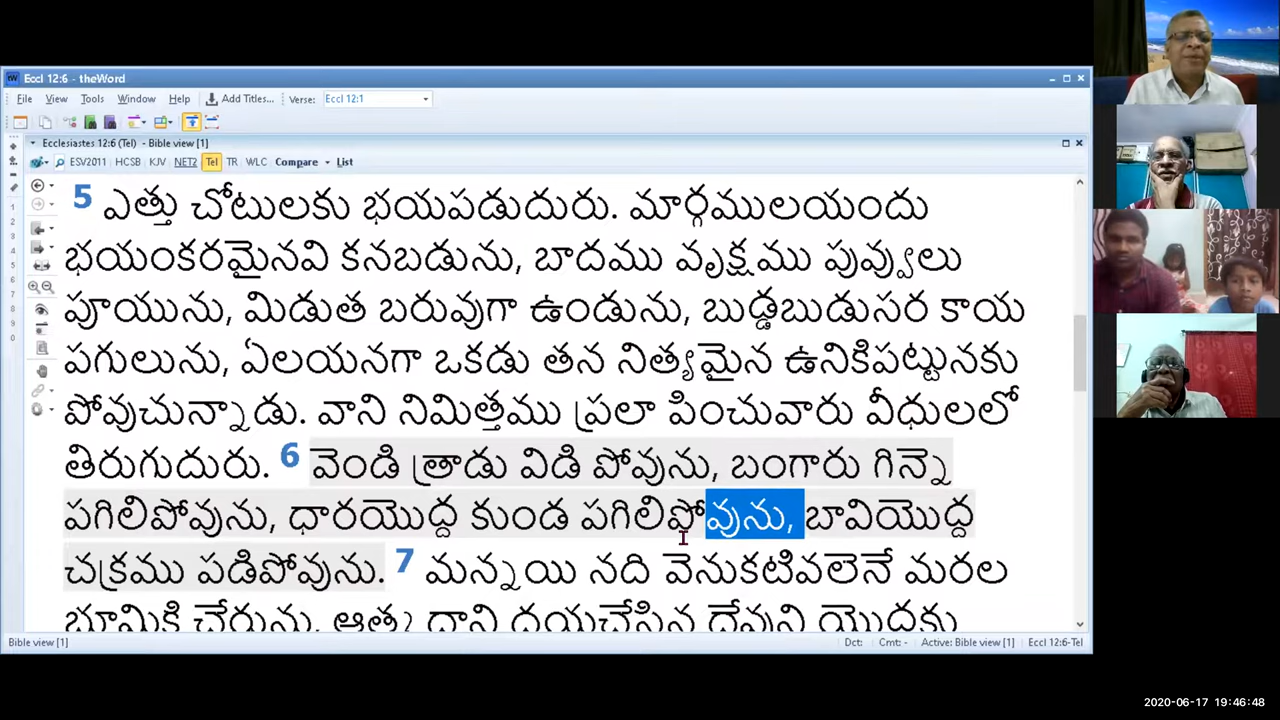 Eccl 12:6 - theWord
File View Tools Window Help Add Titles... Verse: Eccl 12:1
Ecclesiastes 12:6 (Tel) - Bible view [1]
ESV2011 HCSB KJV NET2 Tel TR WLC Compare List
5 ఎత్తు చోటులకు భయపడుదురు. మార్గములయందు
భయంకరమైనవి కనబడును, బాదము వృక్షము పువ్వులు
పూయును, మిడుత బరువుగా ఉండును, బుడ్డబుడుసర కాయ
పగులును, ఏలయనగా ఒకడు తన నిత్యమైన ఉనికిపట్టునకు
పోవుచున్నాడు. వాని నిమిత్తము ప్రలా పించువారు వీధులలో
తిరుగుదురు. 6 వెండి త్రాడు విడి పోవును, బంగారు గిన్నె
పగిలిపోవును, ధారయొద్ద కుండ పగిలిపోవును, బావియొద్ద
చక్రము పడిపోవును. 7 మన్నయి నది వెనుకటివలెనే మరల
భూమికి చేరును, ఆత్మ దాని దయచేసిన దేవుని యొద్దకు
Bible view [1] Dct: Cmt: - Active: Bible view [1] Eccl 12:6-Tel
2020-06-17 19:46:48